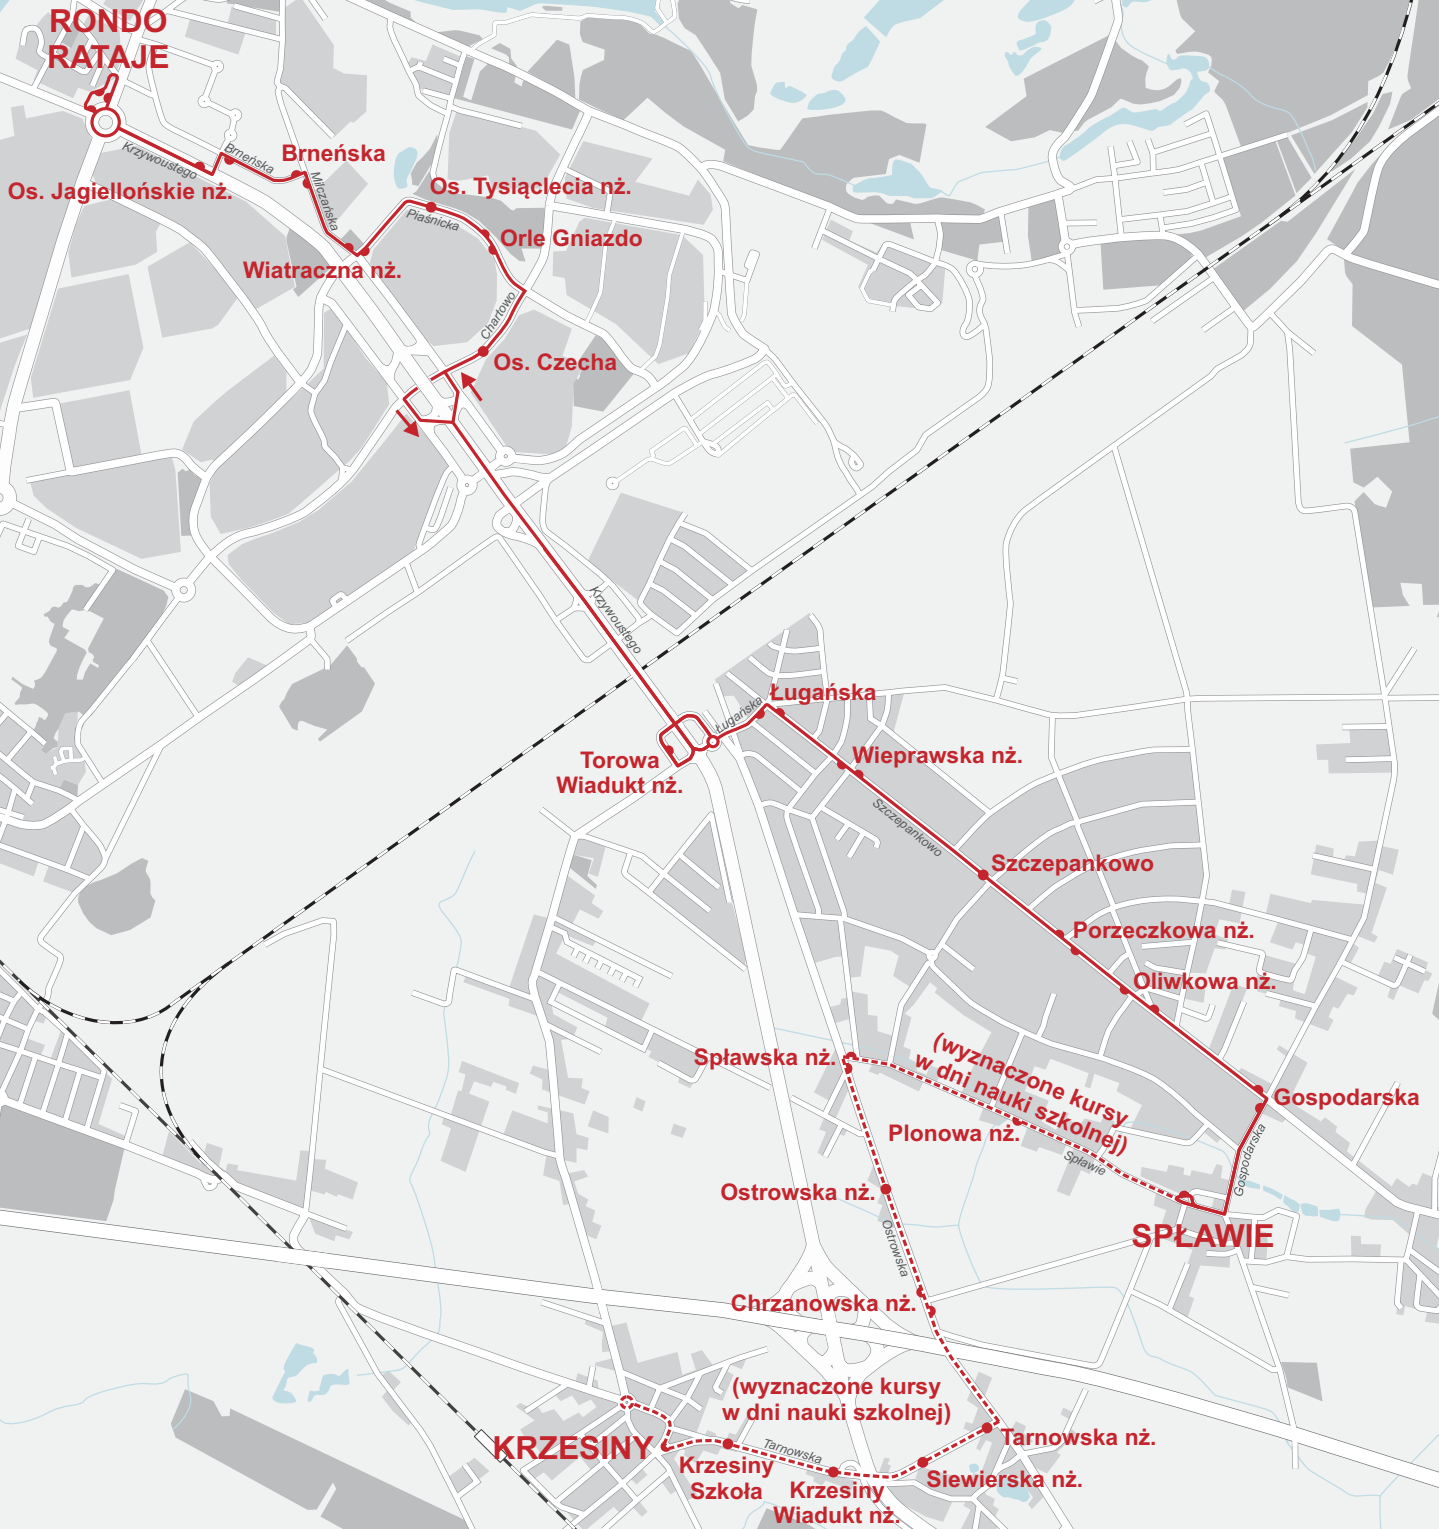 RONDO
RATAJE
Krzywoustego
Brneńska
Brneńska
Os. Jagiellońskie nż.
Milczańska
Os. Tysiąclecia nż.
Piaśnicka
Orle Gniazdo
Wiatraczna nż.
Chartowo
Os. Czecha
Krzywoustego
Ługańska
Ługańska
Torowa
Wiadukt nż.
Wieprawska nż.
Szczepankowo
Szczepankowo
Porzeczkowa nż.
Oliwkowa nż.
Spławska nż.
(wyznaczone kursy
w dni nauki szkolnej)
Gospodarska
Plonowa nż.
Spławie
Gospodarska
Ostrowska nż.
SPŁAWIE
Ostrowska
Chrzanowska nż.
(wyznaczone kursy
w dni nauki szkolnej)
KRZESINY
Tarnowska
Tarnowska nż.
Krzesiny
Szkoła
Siewierska nż.
Krzesiny
Wiadukt nż.